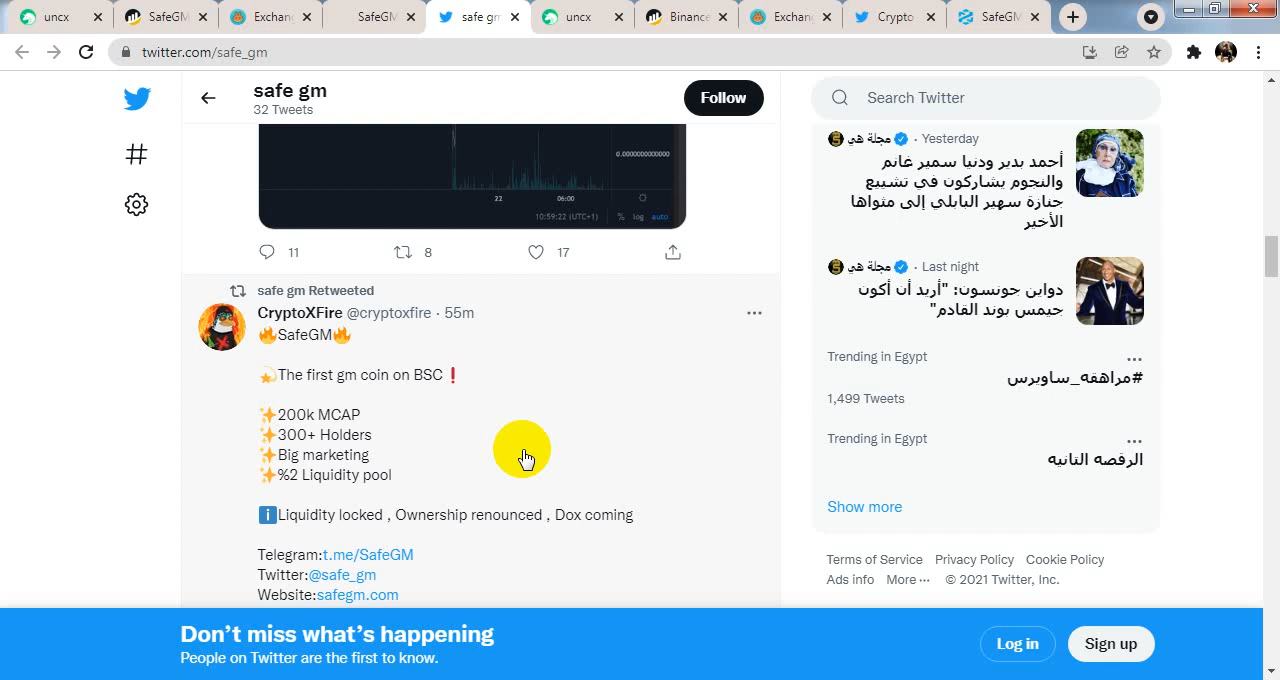 uncx
SafeGM
Exchang
SafeGM
safe gm
uncx
Binance
Exchang
Crypto
SafeGM
twitter.com/safe_gm
safe gm
32 Tweets
Follow
Search Twitter
0.0000000000000
22
06:00
10:59:22 (UTC+1)
%
log
auto
11
8
17
safe gm Retweeted
CryptoXFire @cryptoxfire · 55m
🔥SafeGM🔥
💫The first gm coin on BSC❗
✨200k MCAP
✨300+ Holders
✨Big marketing
✨%2 Liquidity pool
ℹ️Liquidity locked , Ownership renounced , Dox coming
Telegram:t.me/SafeGM
Twitter:@safe_gm
Website:safegm.com
مجلة هي · Yesterday
أحمد بدير ودنيا سمير غانم
والنجوم يشاركون في تشييع
جنازة سهير البابلي إلى مثواها
الأخير
مجلة هي · Last night
دواين جونسون: "أريد أن أكون
جيمس بوند القادم"
Trending in Egypt
#مراهقه_ساويرس
1,499 Tweets
Trending in Egypt
الرقصه التانيه
Show more
Terms of Service Privacy Policy Cookie Policy
Ads info More ··· © 2021 Twitter, Inc.
Don’t miss what’s happening
People on Twitter are the first to know.
Log in
Sign up